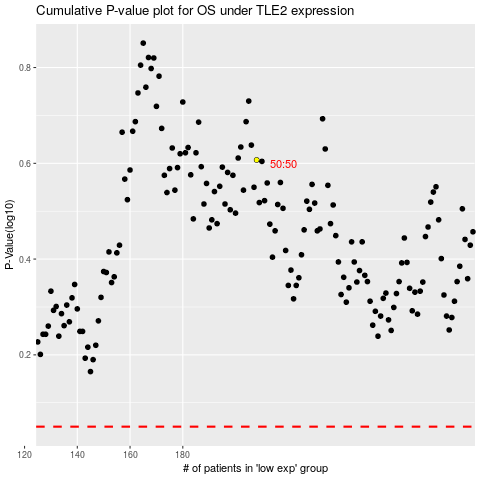 Cumulative P-value plot for OS under TLE2 expression
0.8
0.6
0.4
0.2
50:50
P-Value(log10)
120 140 160 180
# of patients in 'low exp' group